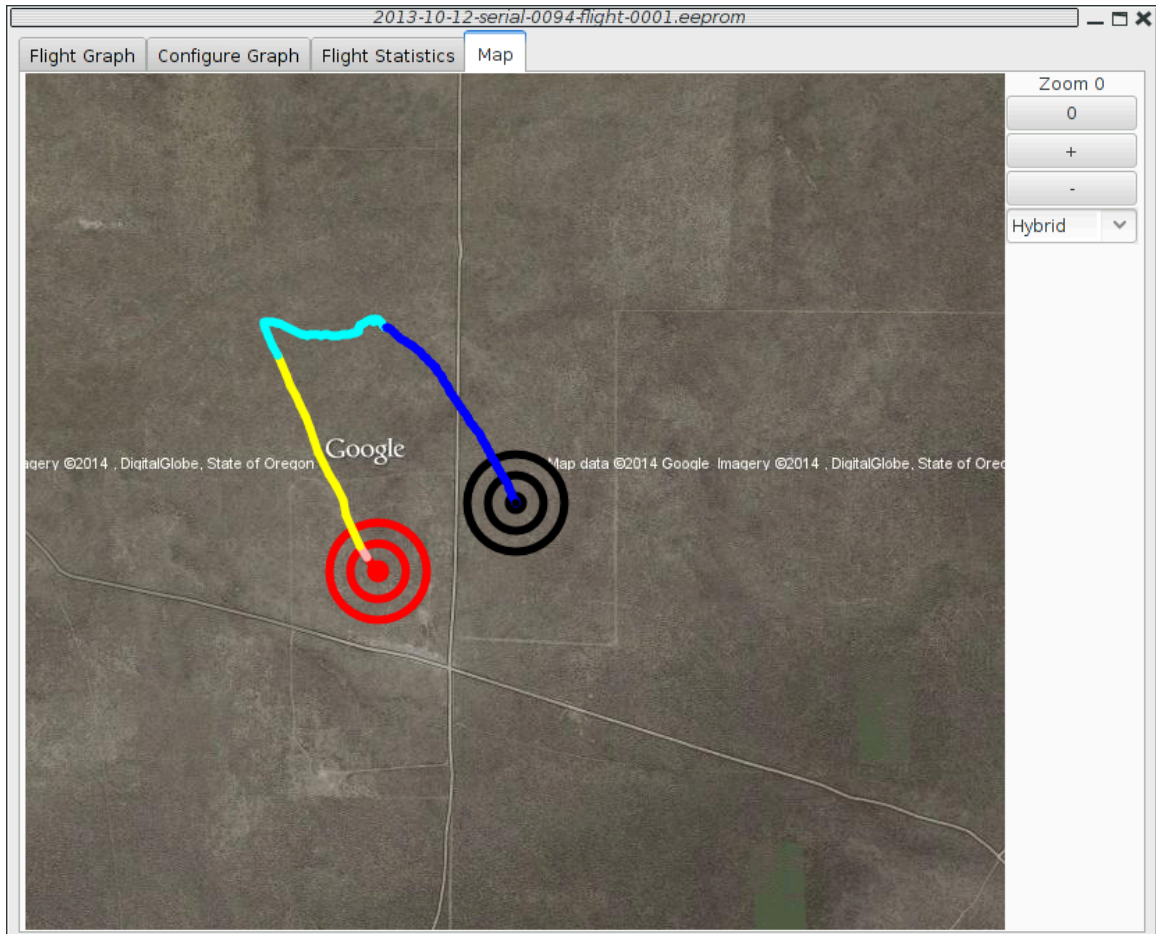 2013-10-12-serial-0094-flight-0001.eeprom
Flight Graph Configure Graph Flight Statistics Map
Zoom 0
0
+
-
Hybrid
Google
agery ©2014 , DigitalGlobe, State of Oregon
Map data ©2014 Google Imagery ©2014 , DigitalGlobe, State of Oreg